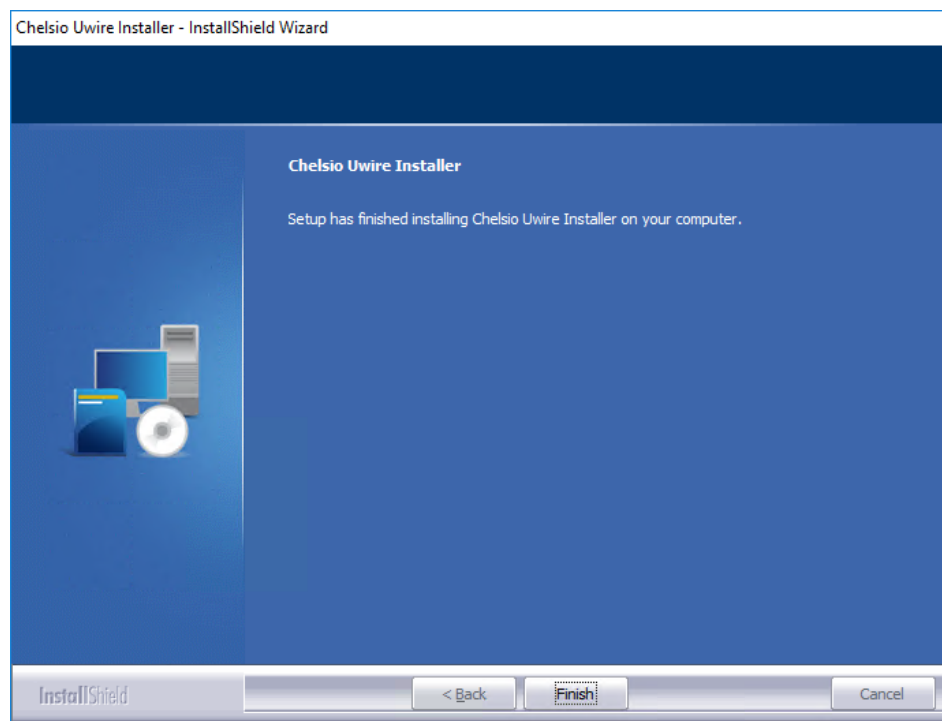 Chelsio Uwire Installer - InstallShield Wizard
Chelsio Uwire Installer
Setup has finished installing Chelsio Uwire Installer on your computer.
InstallShield
< Back
Finish
Cancel